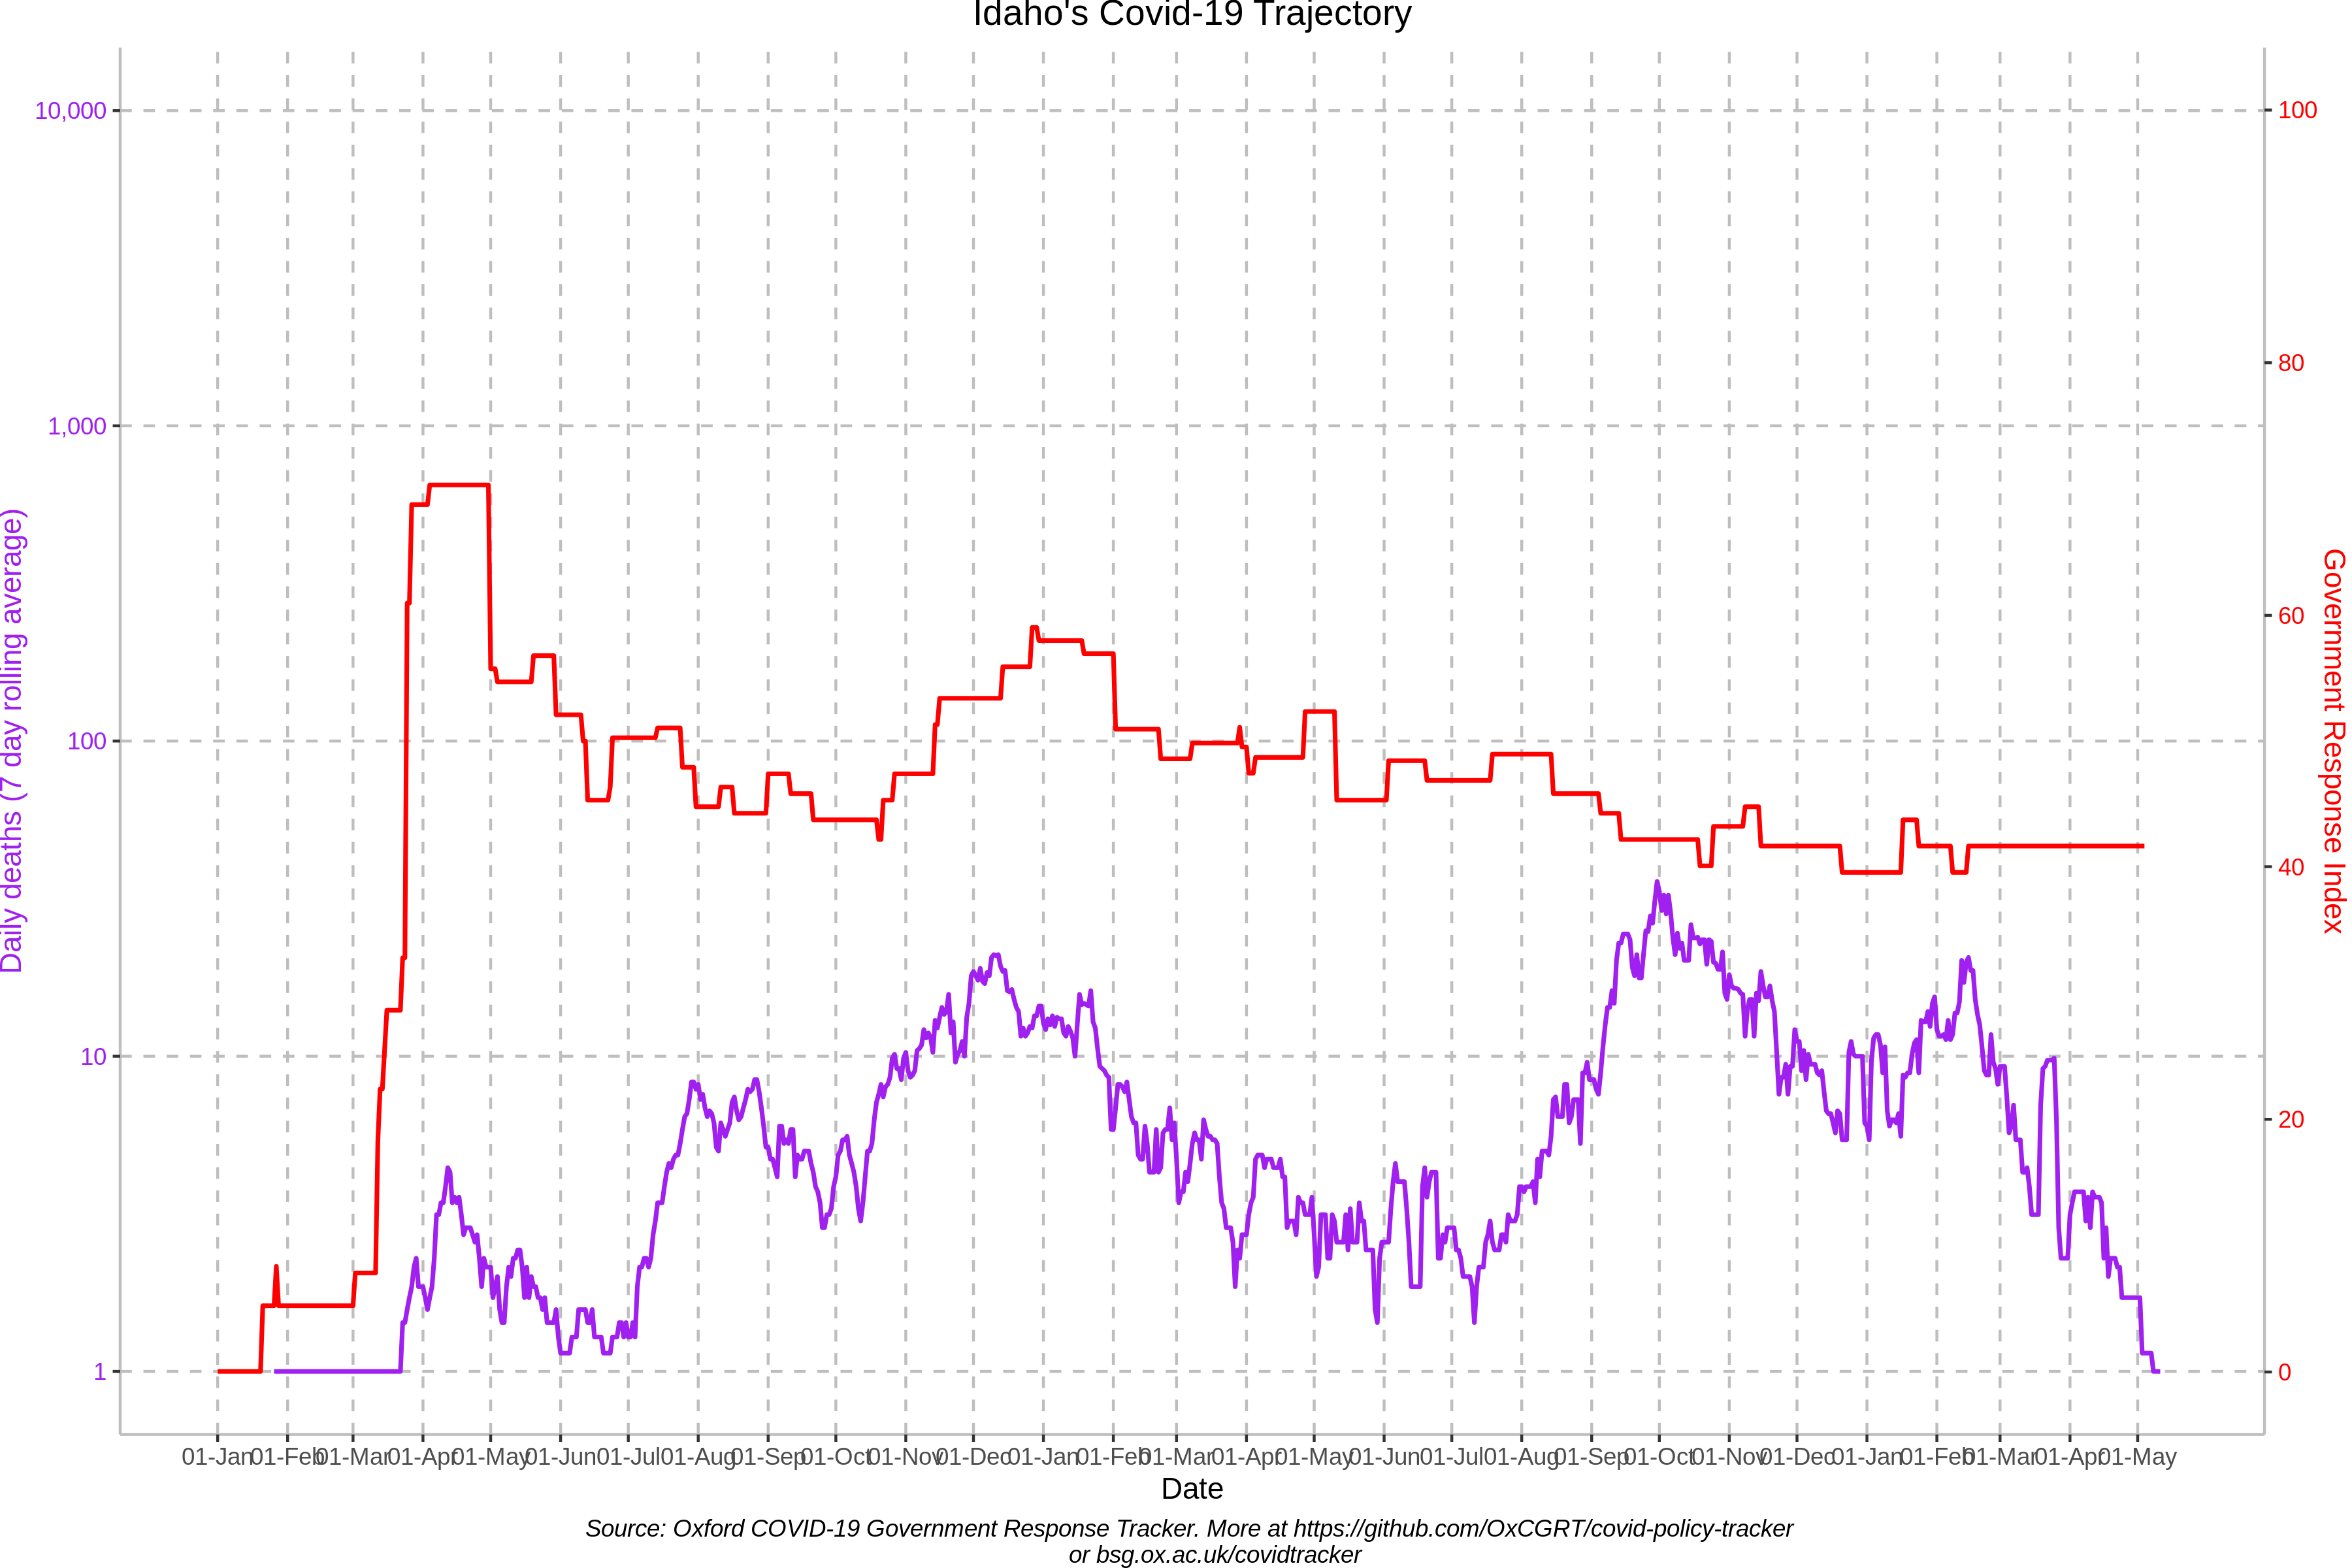 Idaho's Covid-19 Trajectory
10,000
1,000
100
10
1
Daily deaths (7 day rolling average)
100
80
60
40
20
0
Government Response Index
01-Jan
01-Feb
01-Mar
01-Apr
01-May
01-Jun
01-Jul
01-Aug
01-Sep
01-Oct
01-Nov
01-Dec
01-Jan
01-Feb
01-Mar
01-Apr
01-May
01-Jun
01-Jul
01-Aug
01-Sep
01-Oct
01-Nov
01-Dec
01-Jan
01-Feb
01-Mar
01-Apr
01-May
Date
Source: Oxford COVID-19 Government Response Tracker. More at https://github.com/OxCGRT/covid-policy-tracker
or bsg.ox.ac.uk/covidtracker